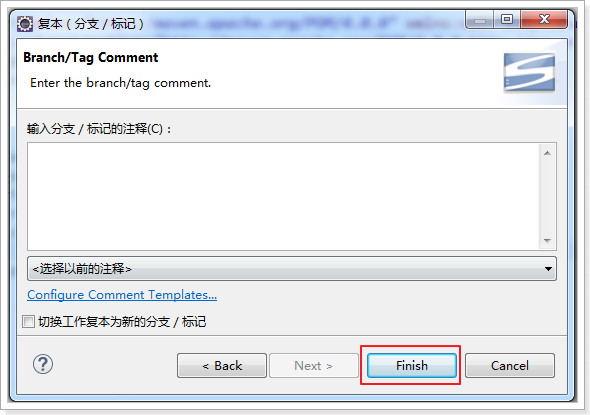 复本（分支 / 标记）
Branch/Tag Comment
Enter the branch/tag comment.
输入分支 / 标记的注释(C)：
<选择以前的注释>
Configure Comment Templates...
切换工作复本为新的分支 / 标记
?
< Back
Next >
Finish
Cancel